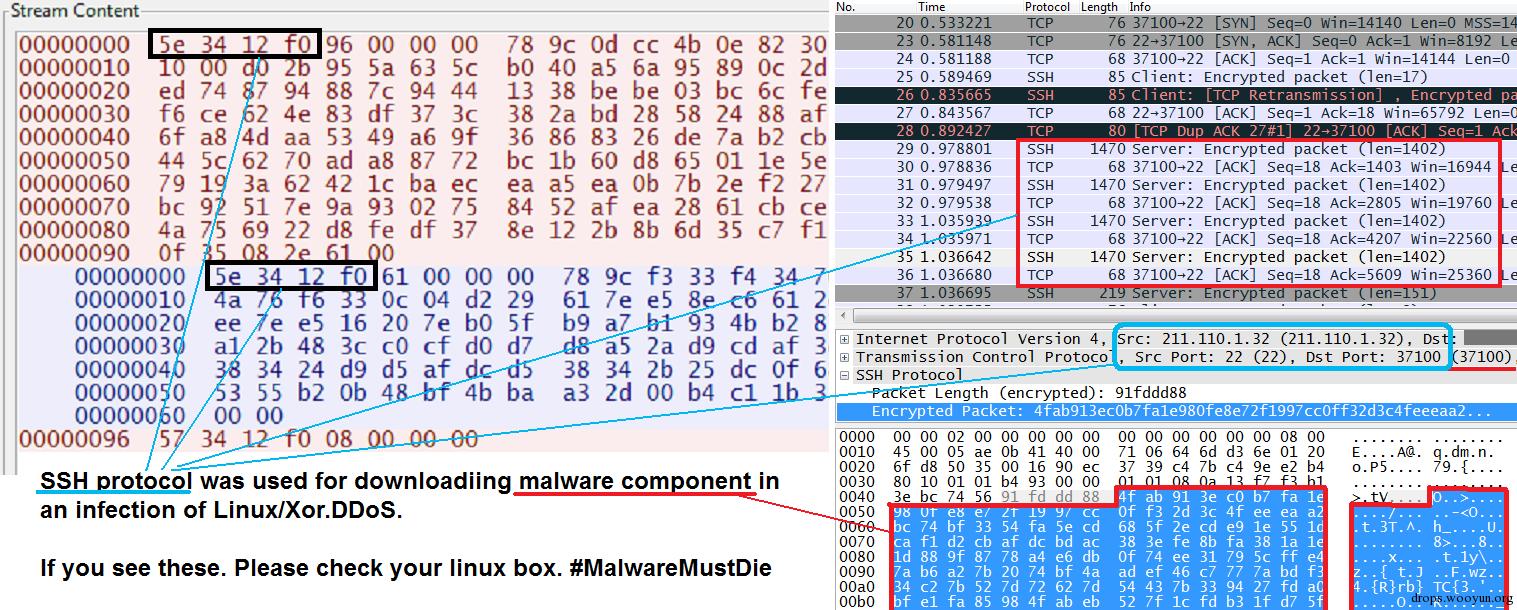 Stream Content
00000000 5e 34 12 f0 96 00 00 00 78 9c 0d cc 4b 0e 82 30
00000010 10 00 d0 2b 95 5a 63 5c b0 40 a5 6a 95 89 0c 2d
00000020 ed 74 87 94 88 7c 94 44 13 38 be be 03 bc 6c fe
00000030 f6 ce 62 4e 83 df 37 3c 38 2a bd 28 58 24 88 af
00000040 6f a8 4d aa 53 49 a6 9f 36 86 83 26 de 7a b2 cb
00000050 44 5c 62 70 ad a8 87 72 bc 1b 60 d8 65 01 1e 5e
00000060 79 19 3a 62 42 1c ba ec ea a5 ea 0b 7b 2e f2 27
00000070 bc 92 51 7e 9a 93 02 75 84 52 af ea 28 61 cb ce
00000080 4a 75 69 22 d8 fe df 37 8e 12 2b 8b 6d 35 c7 f1
00000090 0f 35 08 2e 61 00
00000000 5e 34 12 f0 61 00 00 00 78 9c f3 33 f4 34 7
00000010 4a 76 f6 33 0c 04 d2 29 61 7e e5 8e c6 61 2
00000020 ee 7e e5 16 20 7e b0 5f b9 a7 b1 93 4b b2 8
00000030 a1 2b 48 3c c0 cf d0 d7 d8 a5 2a d9 cd af 3
00000040 38 34 24 d9 d5 af dc d5 38 34 2b 25 dc 0f 6
00000050 53 55 b2 0b 48 bf 4b ba a3 2d 00 b4 c1 1b 3
00000060 00 00
00000096 57 34 12 f0 08 00 00 00
SSH protocol was used for downloadiing malware component in
an infection of Linux/Xor.DDoS.
If you see these. Please check your linux box. #MalwareMustDie
No. Time Protocol Length Info
20 0.533221 TCP 76 37100→22 [SYN] Seq=0 Win=14140 Len=0 MSS=14
23 0.581148 TCP 76 22→37100 [SYN, ACK] Seq=0 Ack=1 Win=8192 Le
24 0.581188 TCP 68 37100→22 [ACK] Seq=1 Ack=1 Win=14144 Len=0
25 0.589469 SSH 85 Client: Encrypted packet (len=17)
26 0.835665 SSH 85 Client: [TCP Retransmission] , Encrypted pa
27 0.843567 TCP 68 22→37100 [ACK] Seq=1 Ack=18 Win=65792 Len=0
28 0.892427 TCP 80 [TCP Dup ACK 27#1] 22→37100 [ACK] Seq=1 Ack
29 0.978801 SSH 1470 Server: Encrypted packet (len=1402)
30 0.978836 TCP 68 37100→22 [ACK] Seq=18 Ack=1403 Win=16944 Le
31 0.979497 SSH 1470 Server: Encrypted packet (len=1402)
32 0.979538 TCP 68 37100→22 [ACK] Seq=18 Ack=2805 Win=19760 Le
33 1.035939 SSH 1470 Server: Encrypted packet (len=1402)
34 1.035971 TCP 68 37100→22 [ACK] Seq=18 Ack=4207 Win=22560 Le
35 1.036642 SSH 1470 Server: Encrypted packet (len=1402)
36 1.036680 TCP 68 37100→22 [ACK] Seq=18 Ack=5609 Win=25360 Le
37 1.036695 SSH 219 Server: Encrypted packet (len=151)
Internet Protocol Version 4, Src: 211.110.1.32 (211.110.1.32), Dst:
Transmission Control Protocol, Src Port: 22 (22), Dst Port: 37100 (37100),
SSH Protocol
Packet Length (encrypted): 91fddd88
Encrypted Packet: 4fab913ec0b7fa1e980fe8e72f1997cc0ff32d3c4feeeaa2...
0000 00 00 02 00 00 00 00 00 00 00 00 00 00 00 08 00 ........ ........
0010 45 00 05 ae 0b 41 40 00 71 06 64 6d d3 6e 01 20 E....A@. q.dm.n.
0020 6f d8 50 35 00 16 90 ec 37 39 c4 7b c4 9e e2 b4 o.P5.... 79.{....
0030 80 10 01 01 b4 93 00 00 01 01 08 0a 13 f7 f3 b1
0040 3e bc 74 56 91 fd dd 88 4f ab 91 3e c0 b7 fa 1e >.tV.... O..>....
0050 98 0f e8 e7 2f 19 97 cc 0f f3 2d 3c 4f ee ea a2 ..../... ..-<O...
0060 bc 74 bf 33 54 fa 5e cd 68 5f 2e cd e9 1e 55 1d .t.3T.^. h_....U.
0070 ca f1 d2 cb af dc bd ac 38 3e fe 8b fa 38 1a 1e ........ 8>...8..
0080 1d 88 9f 87 78 a4 e6 db 0f 74 ee 31 79 5c ff e4 ....x... .t.1y\..
0090 7a b6 a2 7b 20 74 bf 4a ad ef 46 c7 77 7a bd f3 z..{ t.J ..F.wz..
00a0 34 c2 7b 52 7d 72 62 7d 54 43 7b 33 94 27 fd a0 4.{R}rb} TC{3.'..
00b0 bf e1 fa 85 98 4f ab eb 52 7f 1c fd b3 1f d7 5f
drops.wooyun.org